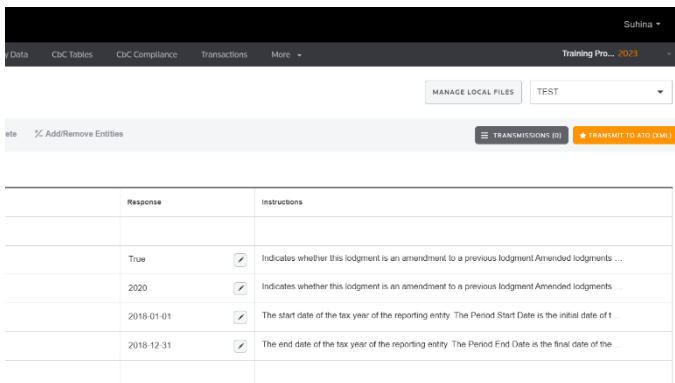 Suhina
y Data CbC Tables CbC Compliance Transactions More Training Pro... 2023
MANAGE LOCAL FILES TEST
ete Add/Remove Entities TRANSMISSIONS (0) TRANSMIT TO ATO (XML)
Response Instructions
True Indicates whether this lodgment is an amendment to a previous lodgment Amended lodgments ...
2020 Indicates whether this lodgment is an amendment to a previous lodgment Amended lodgments ...
2018-01-01 The start date of the tax year of the reporting entity. The Period Start Date is the initial date of t...
2018-12-31 The end date of the tax year of the reporting entity. The Period End Date is the final date of the ...